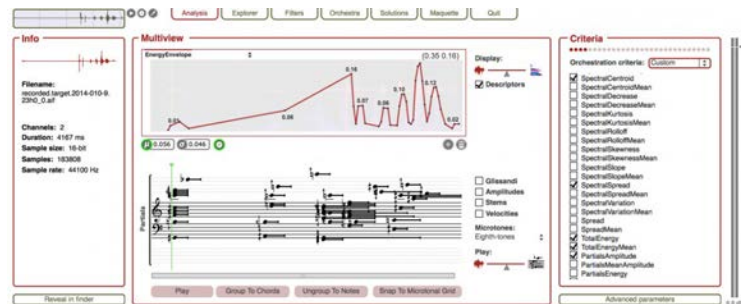 Analysis
Explorer
Filters
Orchestra
Solutions
Maquette
Quit
Info
Filename:
recorded.target.2014-010-9.
23h0_0.aif
Channels: 2
Duration: 4167 ms
Sample size: 16-bit
Samples: 183808
Sample rate: 44100 Hz
Reveal in finder
Multiview
EnergyEnvelope
(0.35 0.16)
0.01
0.06
0.16
0.07
0.06
0.10
0.12
0.02
0.056
0.046
Display:
Descriptors
Partials
Glissandi
Amplitudes
Stems
Velocities
Microtones:
Eighth-tones
Play:
Play
Group To Chords
Ungroup To Notes
Snap To Microtonal Grid
Criteria
Orchestration criteria:
Custom
SpectralCentroid
SpectralCentroidMean
SpectralDecrease
SpectralDecreaseMean
SpectralKurtosis
SpectralKurtosisMean
SpectralRolloff
SpectralRolloffMean
SpectralSkewness
SpectralSkewnessMean
SpectralSlope
SpectralSlopeMean
SpectralSpread
SpectralSpreadMean
SpectralVariation
SpectralVariationMean
Spread
SpreadMean
TotalEnergy
TotalEnergyMean
PartialsAmplitude
PartialsMeanAmplitude
PartialsEnergy
Advanced parameters